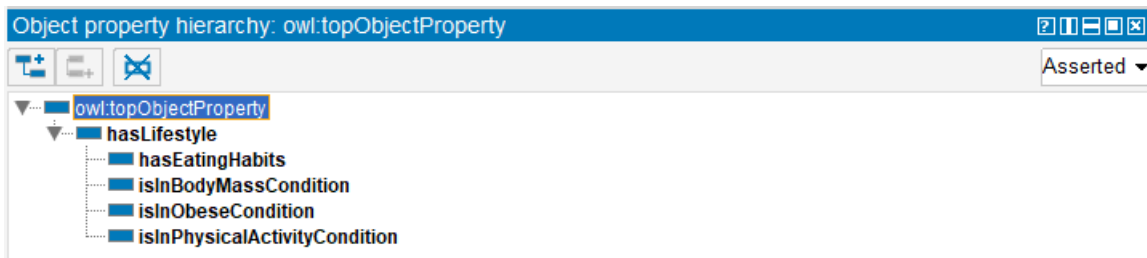 Object property hierarchy: owl:topObjectProperty
Asserted
owl:topObjectProperty
hasLifestyle
hasEatingHabits
isInBodyMassCondition
isInObeseCondition
isInPhysicalActivityCondition